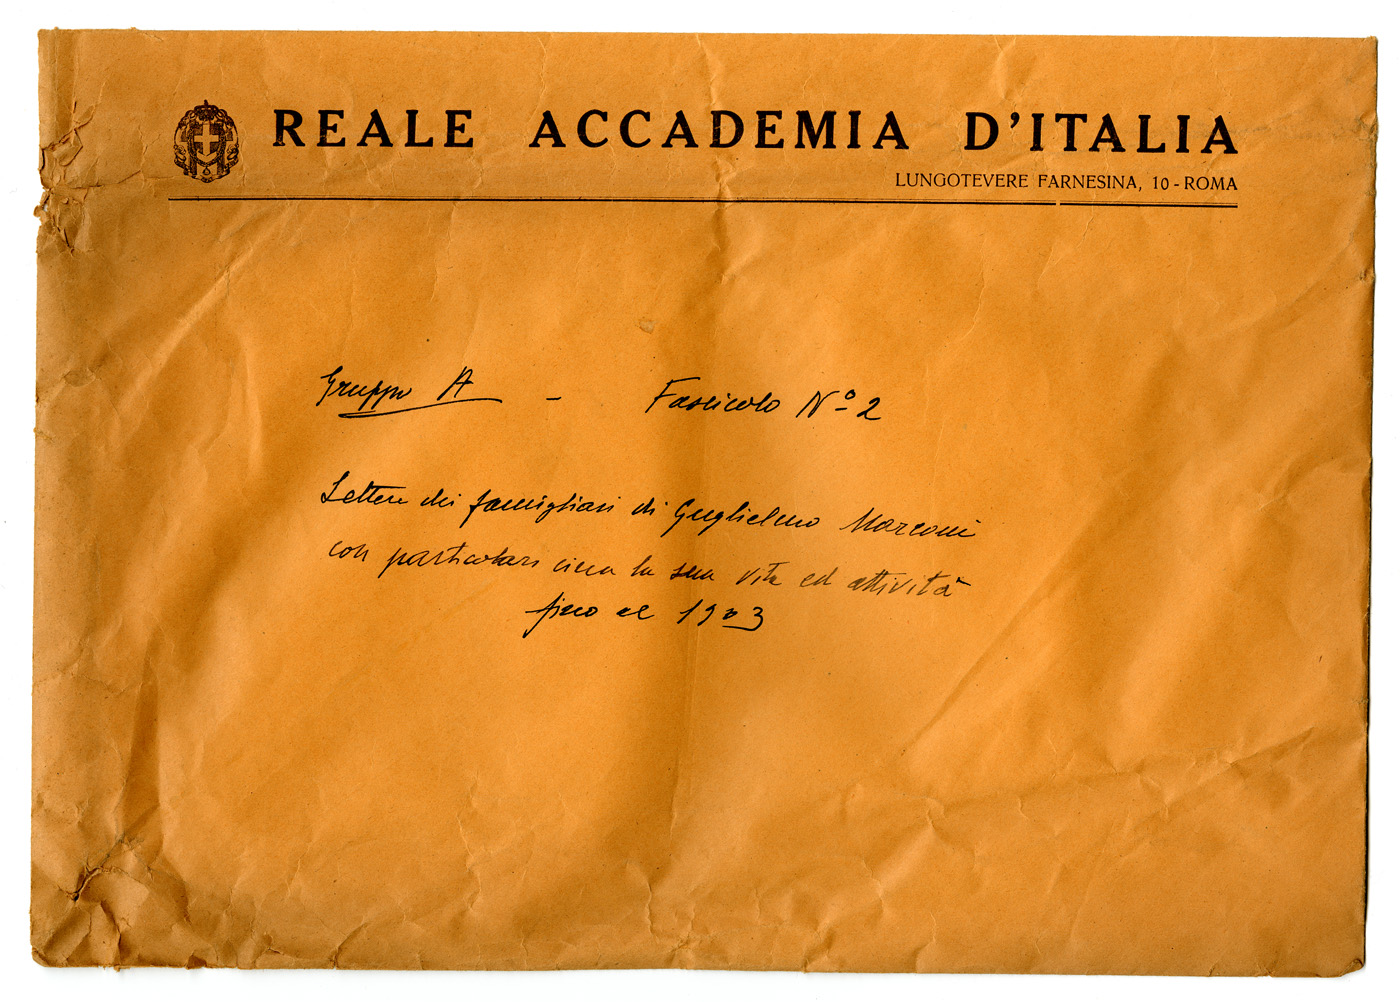 REALE ACCADEMIA D'ITALIA
LUNGOTEVERE FARNESINA, 10 - ROMA
Gruppo A - Fascicolo Nº 2
Lettere dei famigliari di Guglielmo Marconi
con particolari circa la sua vita ed attività
fino al 1903